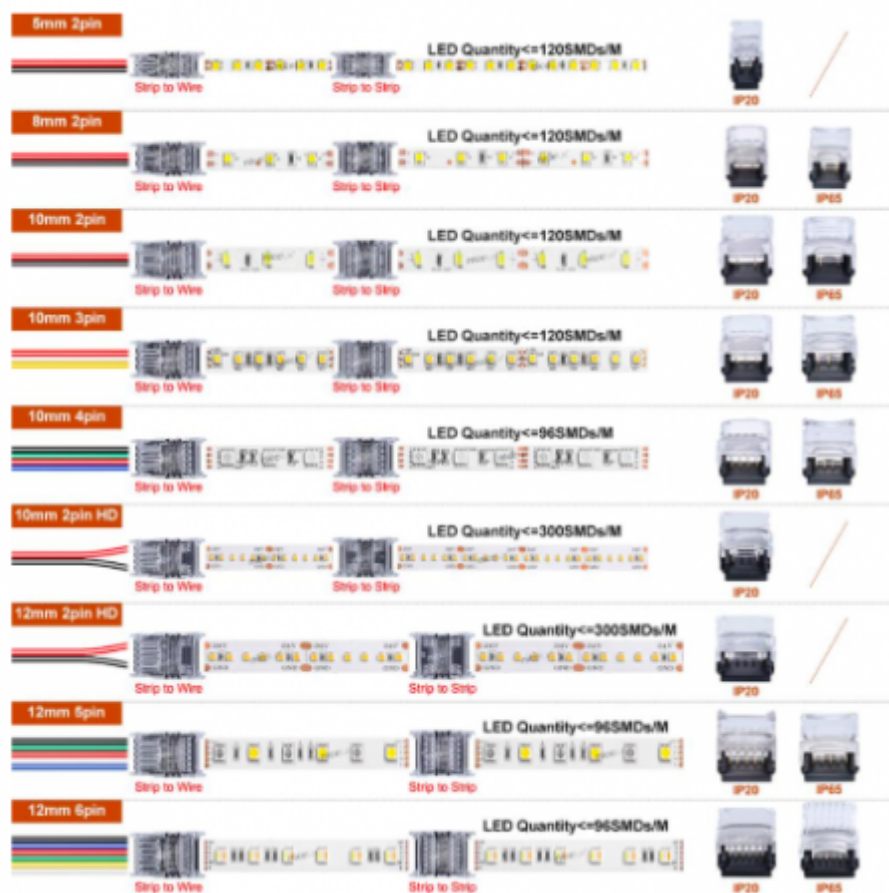 5mm 2pin
LED Quantity<=120SMDs/M
Strip to Wire
Strip to Strip
IP20
8mm 2pin
LED Quantity<=120SMDs/M
Strip to Wire
Strip to Strip
IP20
IP65
10mm 2pin
LED Quantity<=120SMDs/M
Strip to Wire
Strip to Strip
IP20
IP65
10mm 3pin
LED Quantity<=120SMDs/M
Strip to Wire
Strip to Strip
IP20
IP65
10mm 4pin
LED Quantity<=96SMDs/M
Strip to Wire
Strip to Strip
IP20
IP65
10mm 2pin HD
LED Quantity<=300SMDs/M
Strip to Wire
Strip to Strip
IP20
12mm 2pin HD
LED Quantity<=300SMDs/M
Strip to Wire
Strip to Strip
IP20
12mm 5pin
LED Quantity<=96SMDs/M
Strip to Wire
Strip to Strip
IP20
IP65
12mm 6pin
LED Quantity<=96SMDs/M
Strip to Wire
Strip to Strip
IP20
IP65